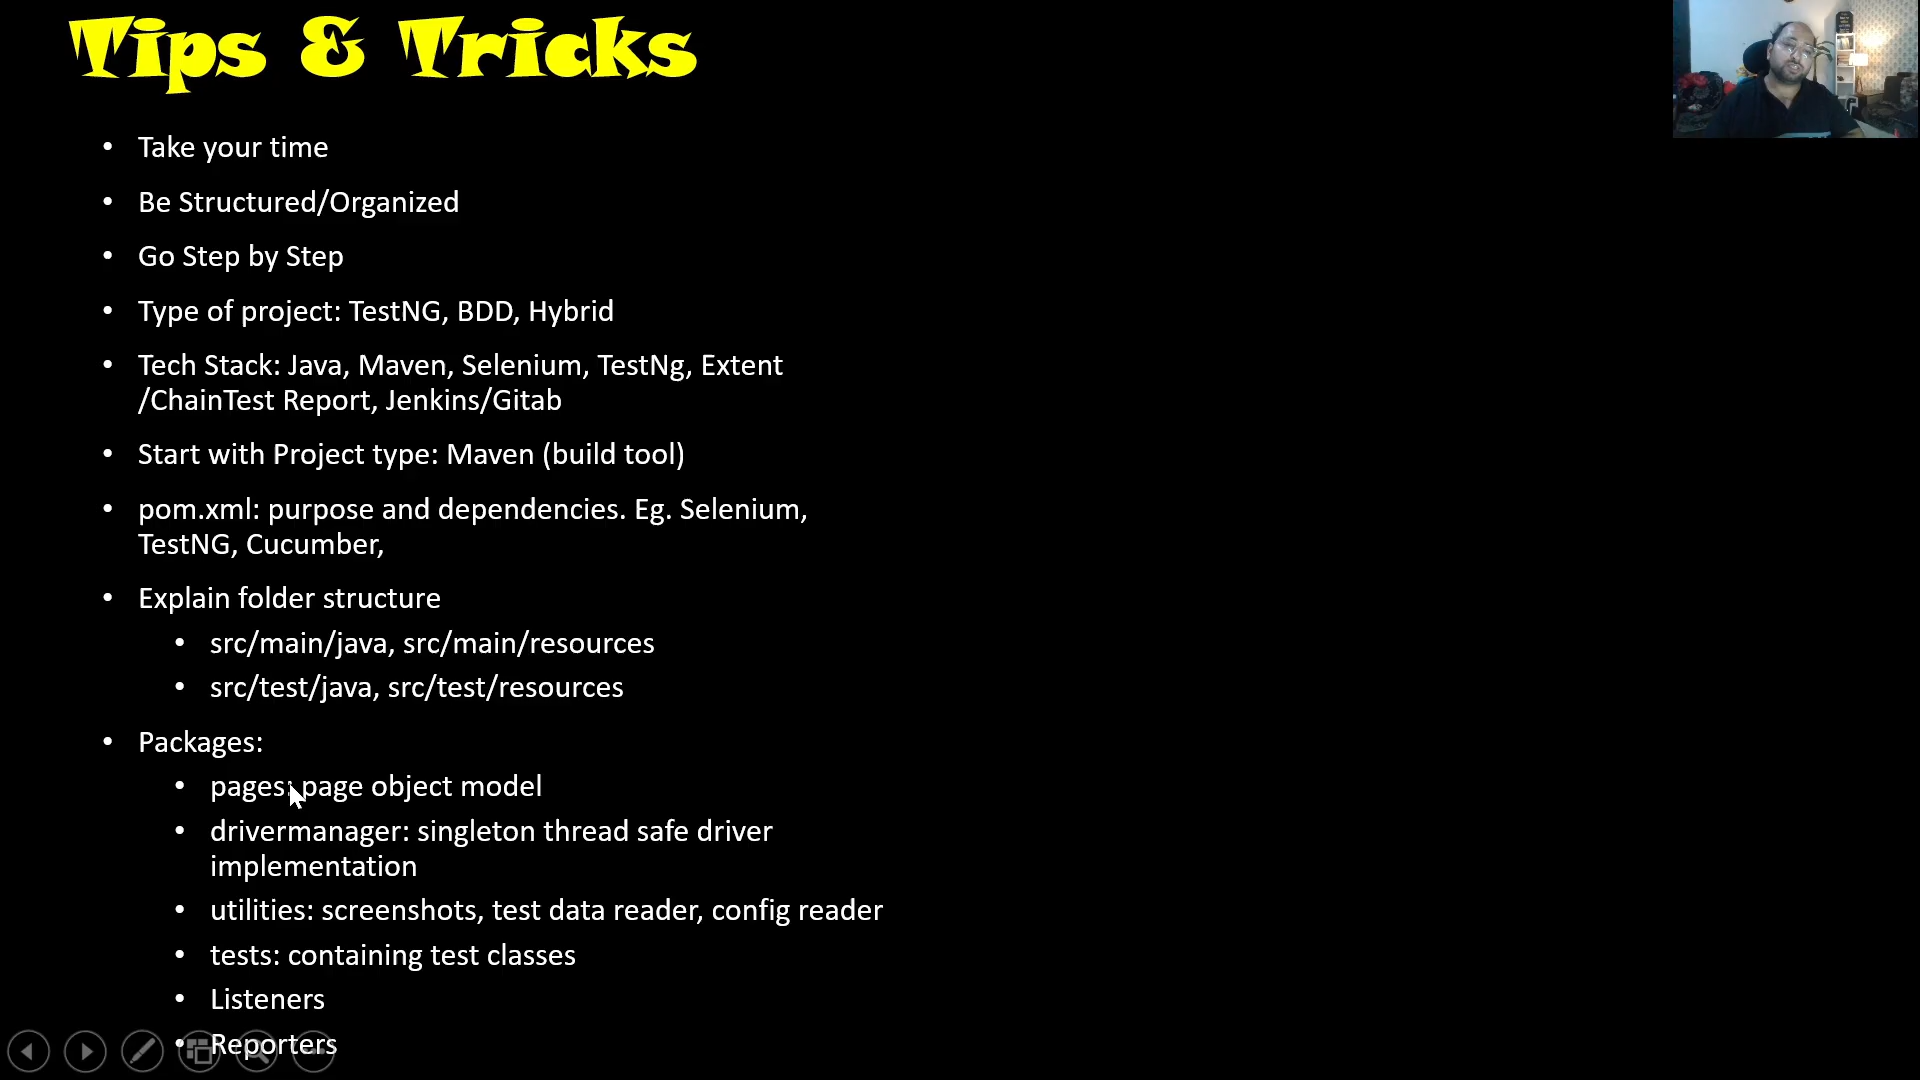 Tips & Tricks
• Take your time
• Be Structured/Organized
• Go Step by Step
• Type of project: TestNG, BDD, Hybrid
• Tech Stack: Java, Maven, Selenium, TestNg, Extent
/ChainTest Report, Jenkins/Gitab
• Start with Project type: Maven (build tool)
• pom.xml: purpose and dependencies. Eg. Selenium,
TestNG, Cucumber,
• Explain folder structure
• src/main/java, src/main/resources
• src/test/java, src/test/resources
• Packages:
• pages: page object model
• drivermanager: singleton thread safe driver
implementation
• utilities: screenshots, test data reader, config reader
• tests: containing test classes
• Listeners
• Reporters